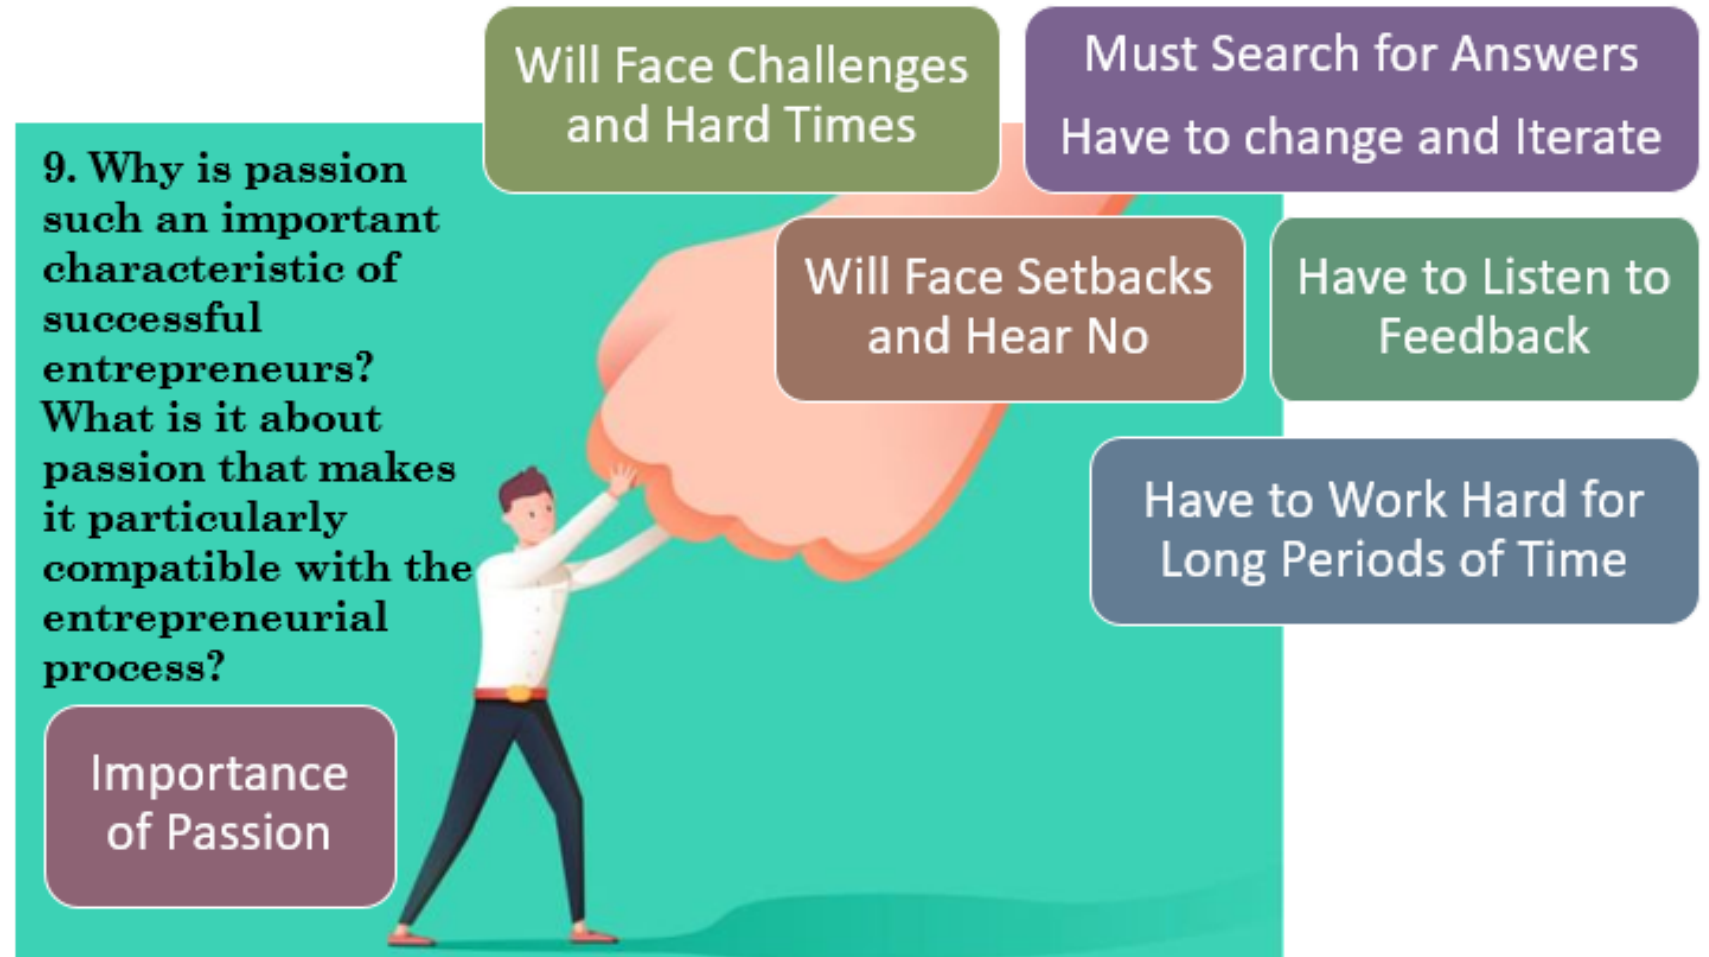 9. Why is passion
such an important
characteristic of
successful
entrepreneurs?
What is it about
passion that makes
it particularly
compatible with the
entrepreneurial
process?
Importance
of Passion
Will Face Challenges
and Hard Times
Must Search for Answers
Have to change and Iterate
Will Face Setbacks
and Hear No
Have to Listen to
Feedback
Have to Work Hard for
Long Periods of Time